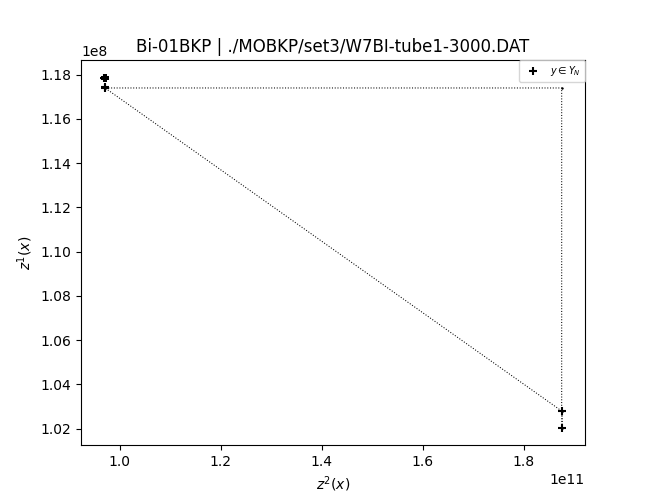 Bi-01BKP | ./MOBKP/set3/W7BI-tube1-3000.DAT
1e8
y ∈ Y_N
1.18
1.16
1.14
1.12
1.10
1.08
1.06
1.04
1.02
z^1(x)
1.0 1.2 1.4 1.6 1.8
1e11
z^2(x)